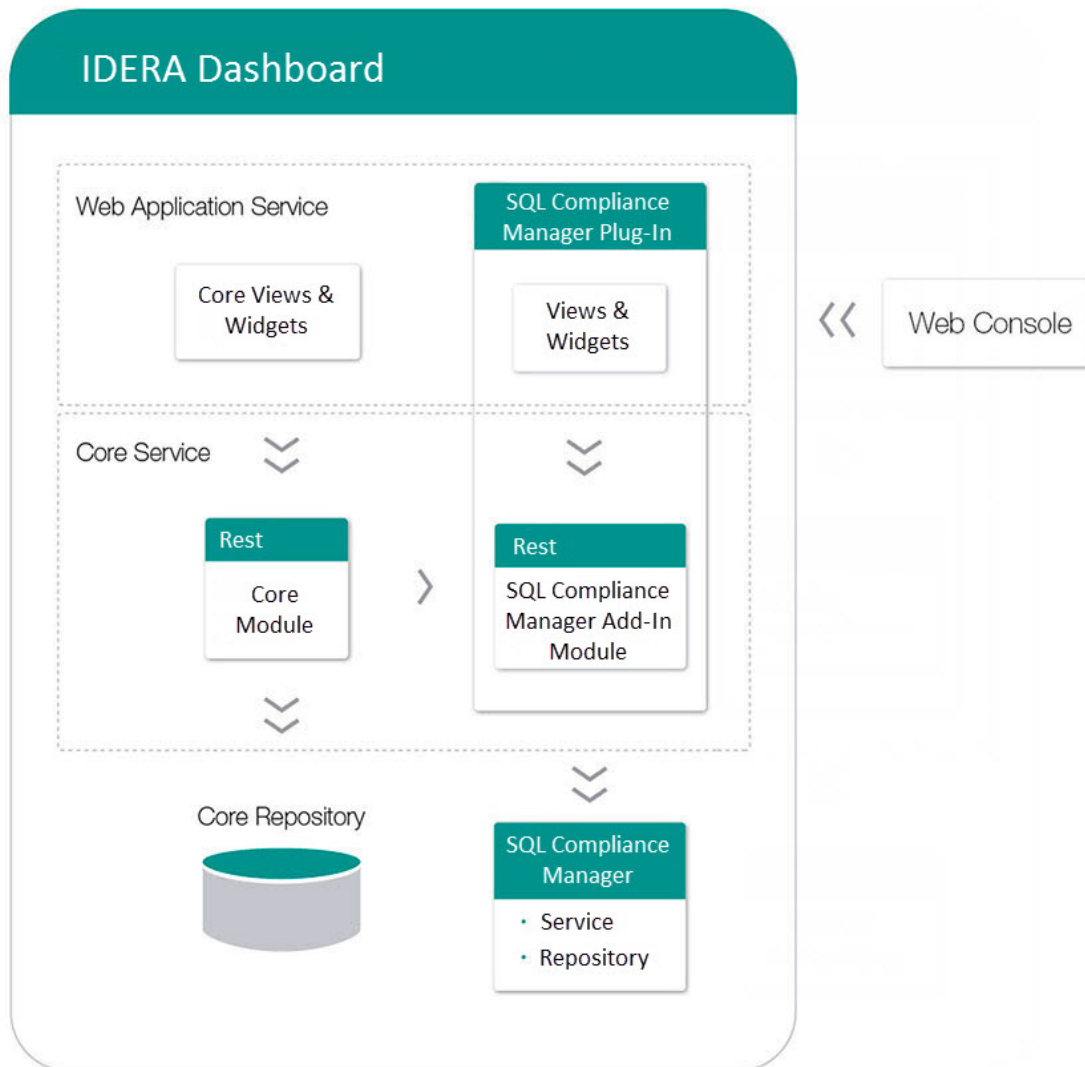 IDERA Dashboard
Web Application Service
Core Views &
Widgets
SQL Compliance
Manager Plug-In
Views &
Widgets
Web Console
Core Service
Rest
Core
Module
Rest
SQL Compliance
Manager Add-In
Module
Core Repository
SQL Compliance
Manager
• Service
• Repository